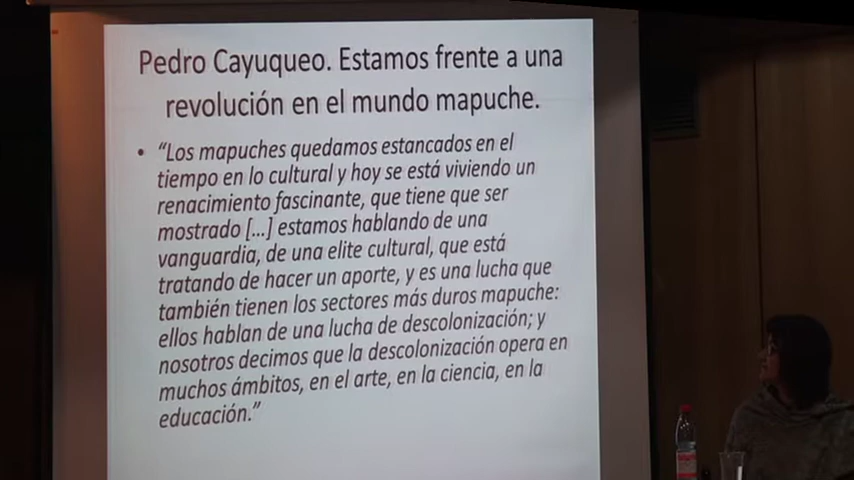 Pedro Cayuqueo. Estamos frente a una
revolución en el mundo mapuche.
• “Los mapuches quedamos estancados en el
tiempo en lo cultural y hoy se está viviendo un
renacimiento fascinante, que tiene que ser
mostrado [...] estamos hablando de una
vanguardia, de una elite cultural, que está
tratando de hacer un aporte, y es una lucha que
también tienen los sectores más duros mapuche:
ellos hablan de una lucha de descolonización; y
nosotros decimos que la descolonización opera en
muchos ámbitos, en el arte, en la ciencia, en la
educación.”